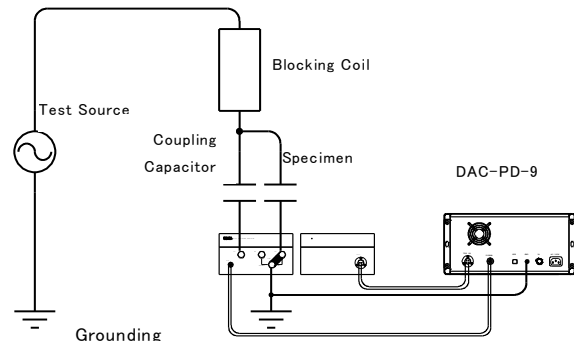 Blocking Coil
Test Source
Coupling
Capacitor
Specimen
DAC-PD-9
Grounding